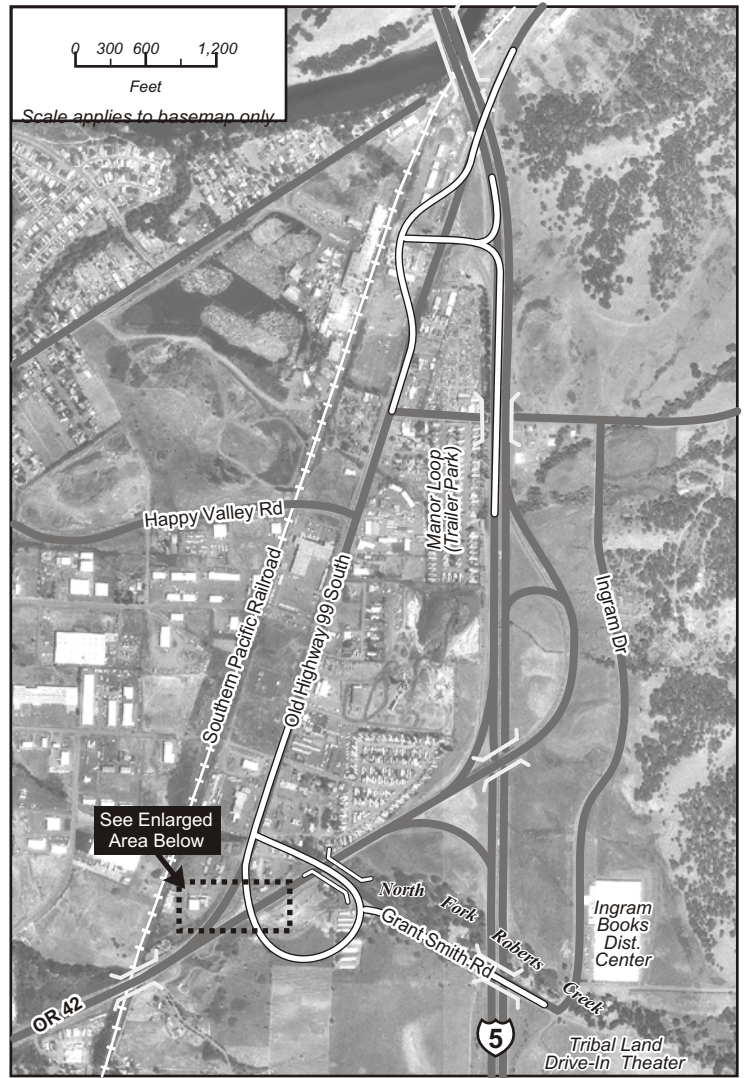 0 300 600 1,200
Feet
Scale applies to basemap only.
Happy Valley Rd
Manor Loop
(Trailer Park)
Ingram Dr
Southern Pacific Railroad
Old Highway 99 South
See Enlarged
Area Below
North Fork Roberts Creek
Grant Smith Rd
Ingram
Books
Dist.
Center
OR 42
5
Tribal Land
Drive-In Theater